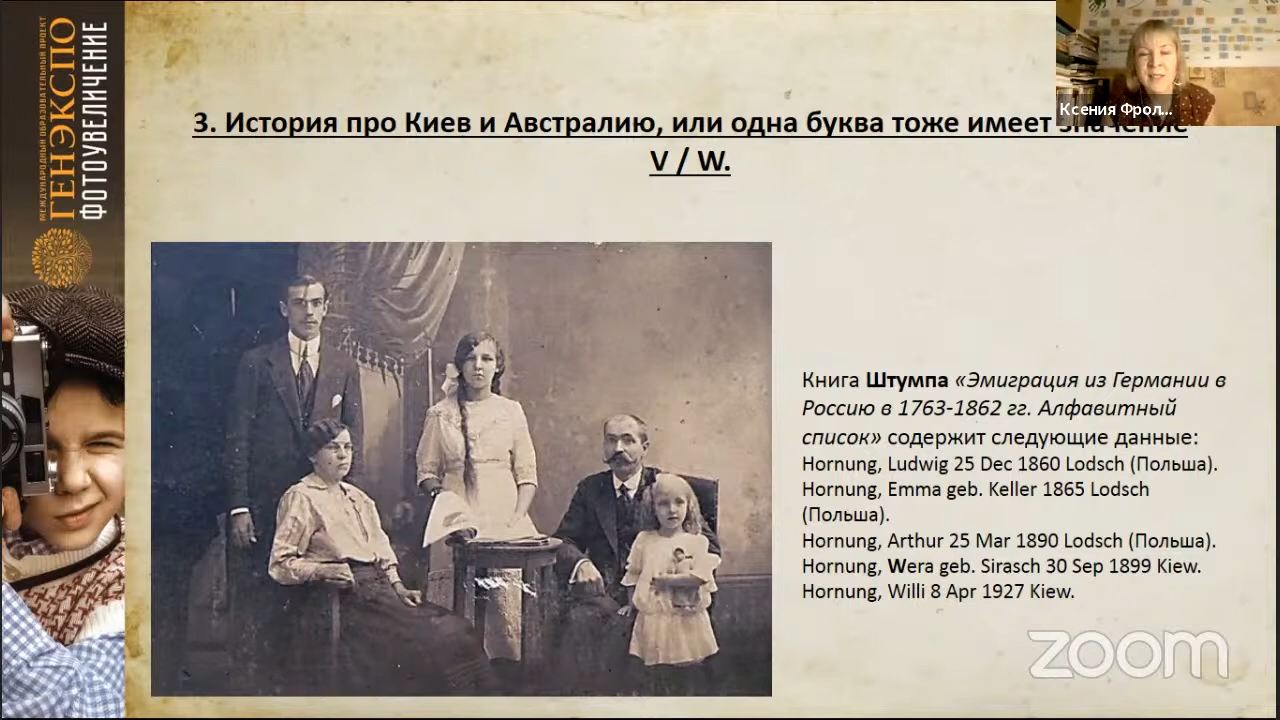 МЕЖДУНАРОДНЫЙ ОБРАЗОВАТЕЛЬНЫЙ ПРОЕКТ
ГЕНЭКСПО
ФОТОУВЕЛИЧЕНИЕ
Ксения Фрол...
3. История про Киев и Австралию, или одна буква тоже имеет значение
V / W.
Книга Штумпа «Эмиграция из Германии в
Россию в 1763-1862 гг. Алфавитный
список» содержит следующие данные:
Hornung, Ludwig 25 Dec 1860 Lodsch (Польша).
Hornung, Emma geb. Keller 1865 Lodsch
(Польша).
Hornung, Arthur 25 Mar 1890 Lodsch (Польша).
Hornung, Wera geb. Sirasch 30 Sep 1899 Kiew.
Hornung, Willi 8 Apr 1927 Kiew.
zoom